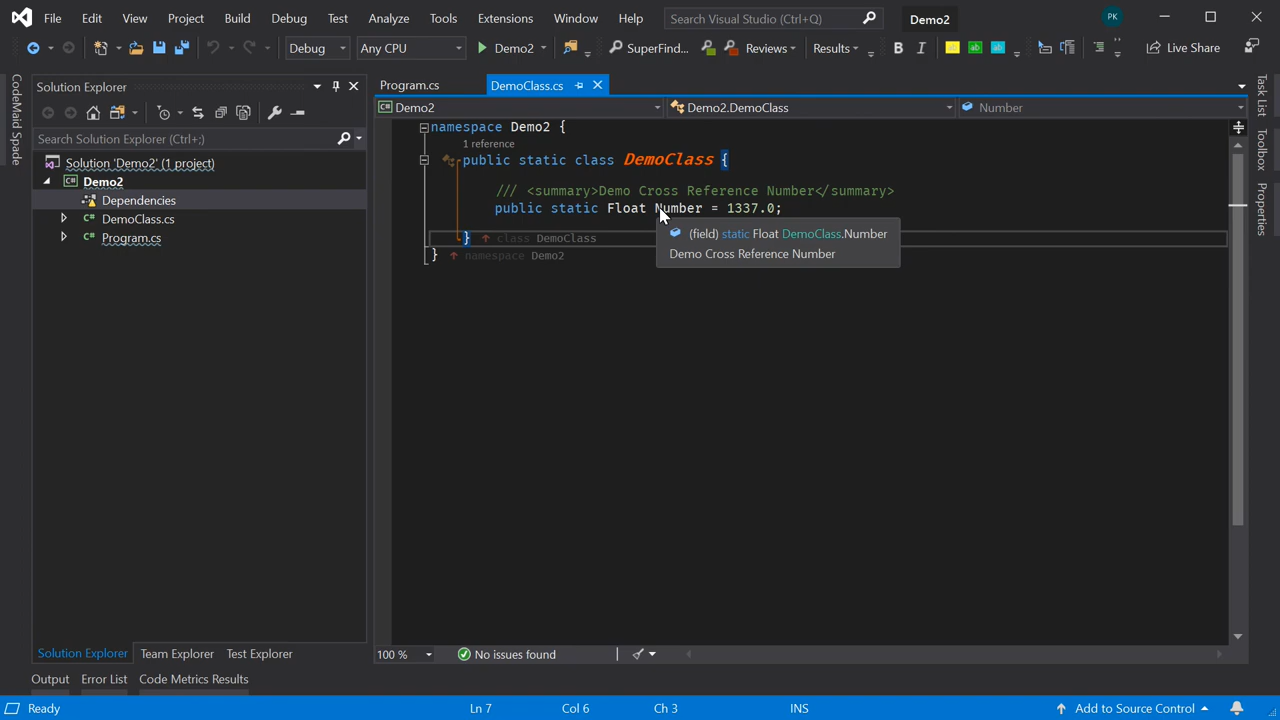 File Edit View Project Build Debug Test Analyze Tools Extensions Window Help Search Visual Studio (Ctrl+Q) Demo2 PK
Debug Any CPU Demo2 SuperFind... Reviews Results B I ab ab Live Share
CodeMaid Spade
Solution Explorer
Search Solution Explorer (Ctrl+;)
Solution 'Demo2' (1 project)
C# Demo2
Dependencies
C# DemoClass.cs
C# Program.cs
Program.cs DemoClass.cs
C# Demo2 Demo2.DemoClass Number
namespace Demo2 {
1 reference
public static class DemoClass {
/// <summary>Demo Cross Reference Number</summary>
public static Float Number = 1337.0;
(field) static Float DemoClass.Number
Demo Cross Reference Number
} class DemoClass
} namespace Demo2
Task List
Toolbox
Properties
100 % No issues found
Solution Explorer Team Explorer Test Explorer
Output Error List Code Metrics Results
Ready Ln 7 Col 6 Ch 3 INS Add to Source Control